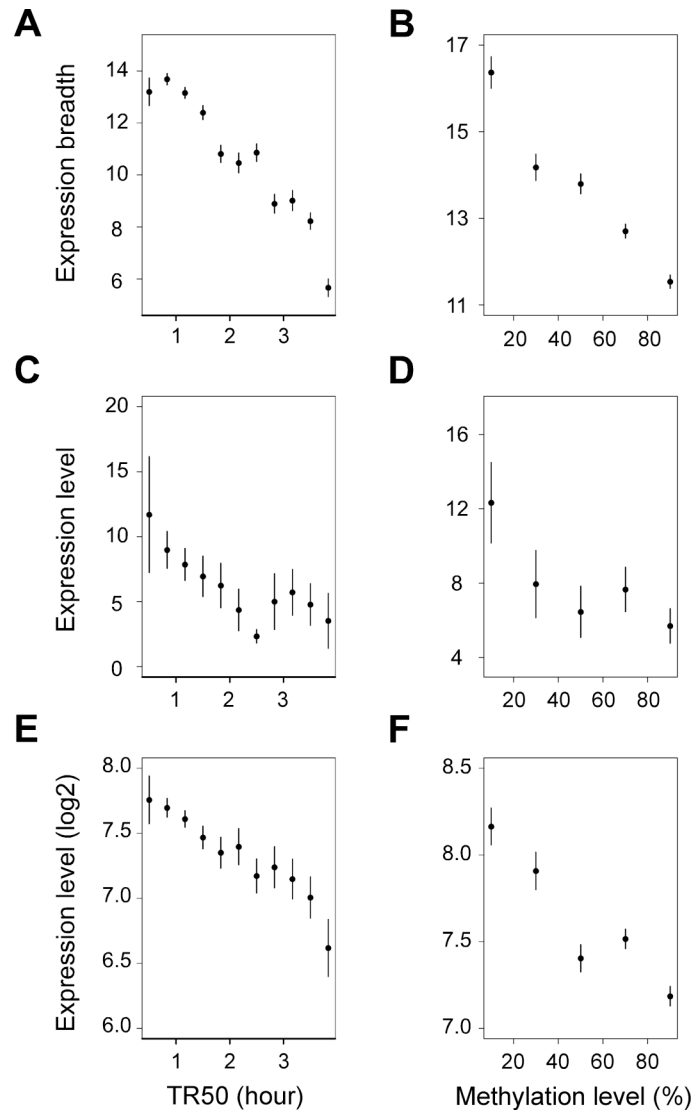 A
Expression breadth
14
12
10
8
6
1 2 3
B
17
15
13
11
20 40 60 80
C
Expression level
20
15
10
5
0
1 2 3
D
16
12
8
4
20 40 60 80
E
Expression level (log2)
8.0
7.5
7.0
6.5
6.0
1 2 3
TR50 (hour)
F
8.5
8.0
7.5
7.0
20 40 60 80
Methylation level (%)